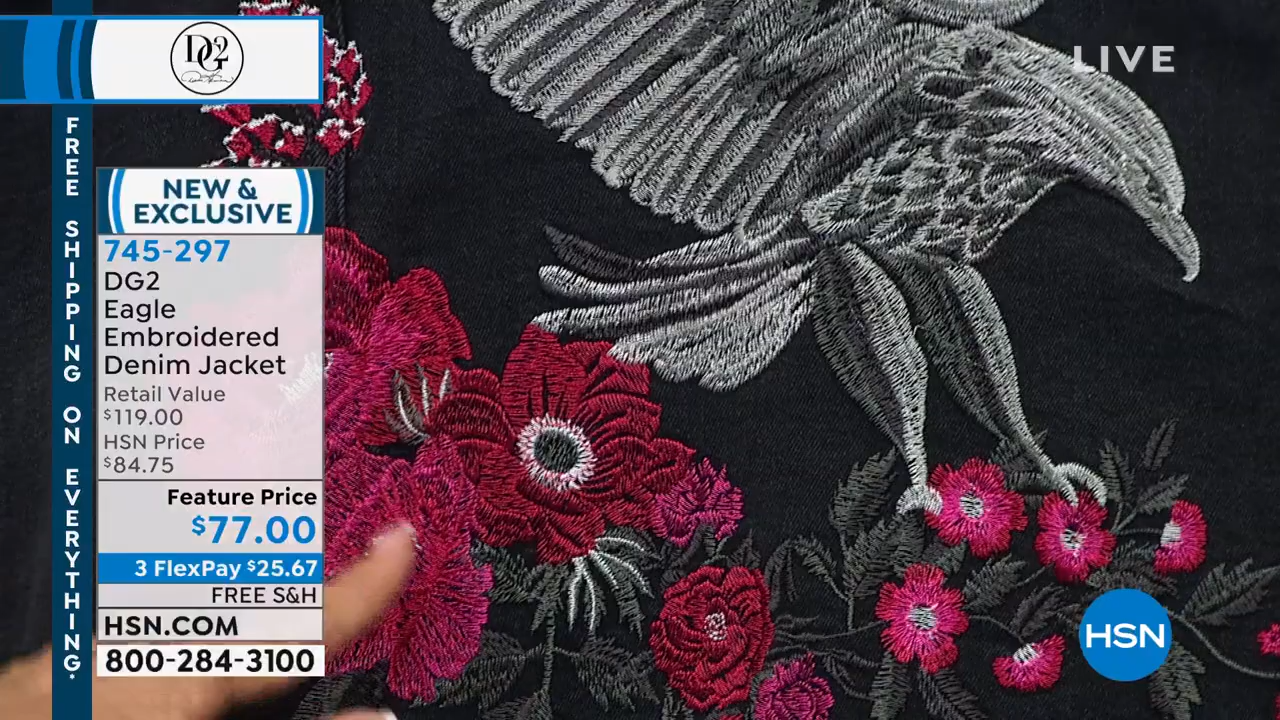 DG2
LIVE
FREE SHIPPING ON EVERYTHING.*
NEW &
EXCLUSIVE
745-297
DG2
Eagle
Embroidered
Denim Jacket
Retail Value
$119.00
HSN Price
$84.75
Feature Price
$77.00
3 FlexPay $25.67
FREE S&H
HSN.COM
800-284-3100
HSN